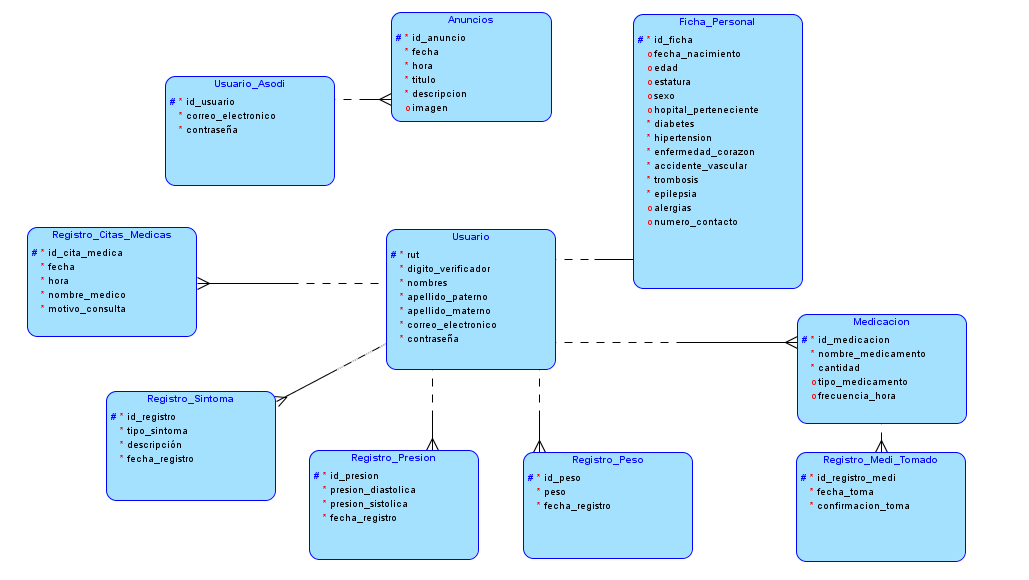 Anuncios
# * id_anuncio
* fecha
* hora
* titulo
* descripcion
o imagen
Ficha_Personal
# * id_ficha
o fecha_nacimiento
o edad
o estatura
o sexo
o hopital_perteneciente
* diabetes
* hipertension
* enfermedad_corazon
* accidente_vascular
* trombosis
* epilepsia
o alergias
o numero_contacto
Usuario_Asodi
# * id_usuario
* correo_electronico
* contraseña
Registro_Citas_Medicas
# * id_cita_medica
* fecha
* hora
* nombre_medico
* motivo_consulta
Usuario
# * rut
* digito_verificador
* nombres
* apellido_paterno
* apellido_materno
* correo_electronico
* contraseña
Medicacion
# * id_medicacion
* nombre_medicamento
* cantidad
o tipo_medicamento
o frecuencia_hora
Registro_Sintoma
# * id_registro
* tipo_sintoma
* descripción
* fecha_registro
Registro_Presion
# * id_presion
* presion_diastolica
* presion_sistolica
* fecha_registro
Registro_Peso
# * id_peso
* peso
* fecha_registro
Registro_Medi_Tomado
# * id_registro_medi
* fecha_toma
* confirmacion_toma